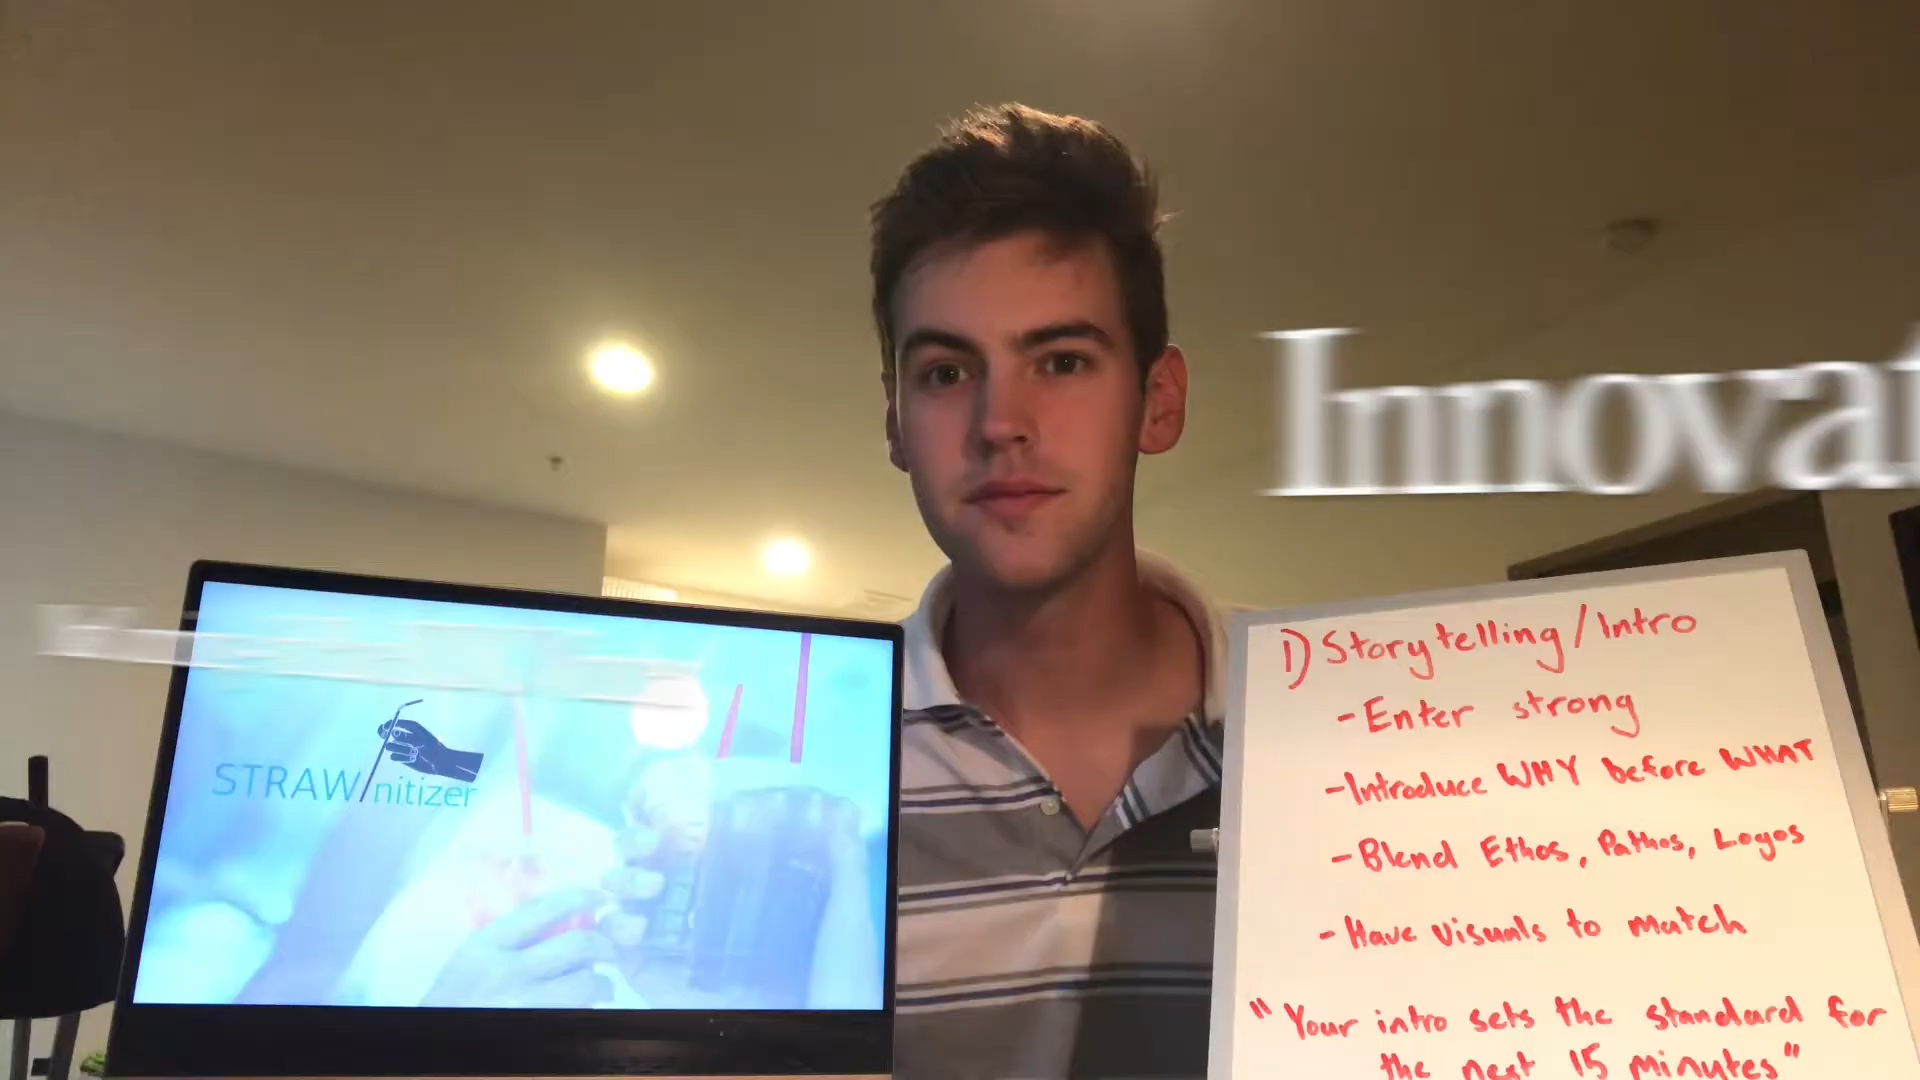 Innovat
STRAW/nitizer
1) Storytelling/Intro
-Enter strong
-Introduce WHY before WHAT
-Blend Ethos, Pathos, Logos
-Have visuals to match
"Your intro sets the standard for
the next 15 minutes"